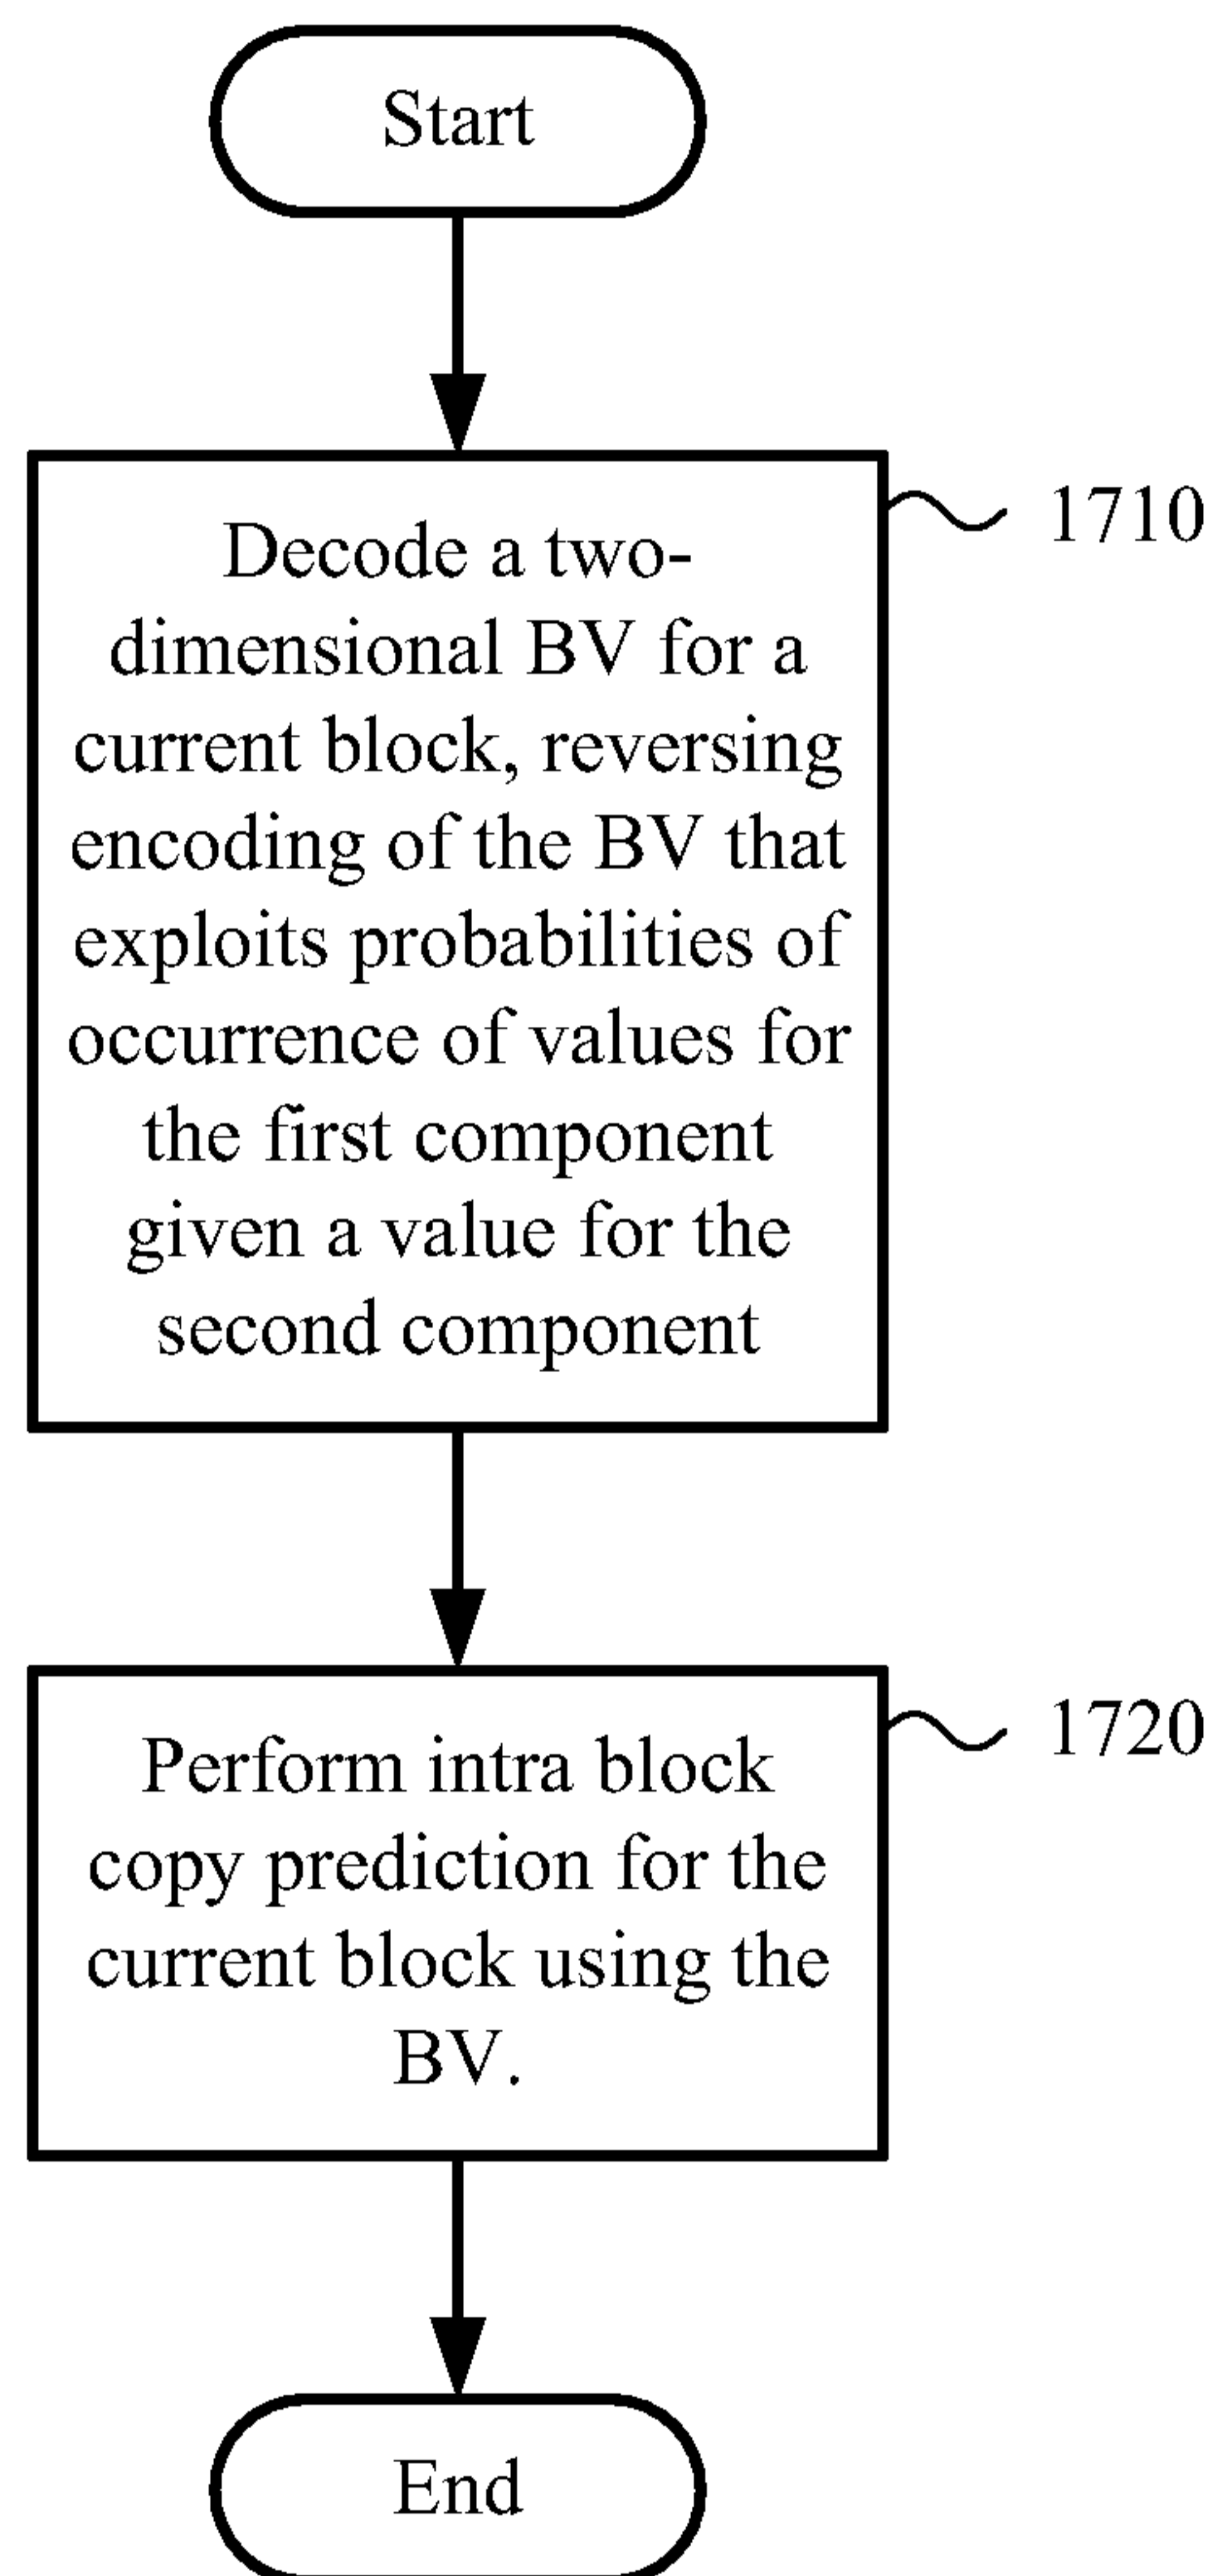 Start
Decode a two-
dimensional BV for a
current block, reversing
encoding of the BV that
exploits probabilities of
occurrence of values for
the first component
given a value for the
second component
1710
Perform intra block
copy prediction for the
current block using the
BV.
1720
End